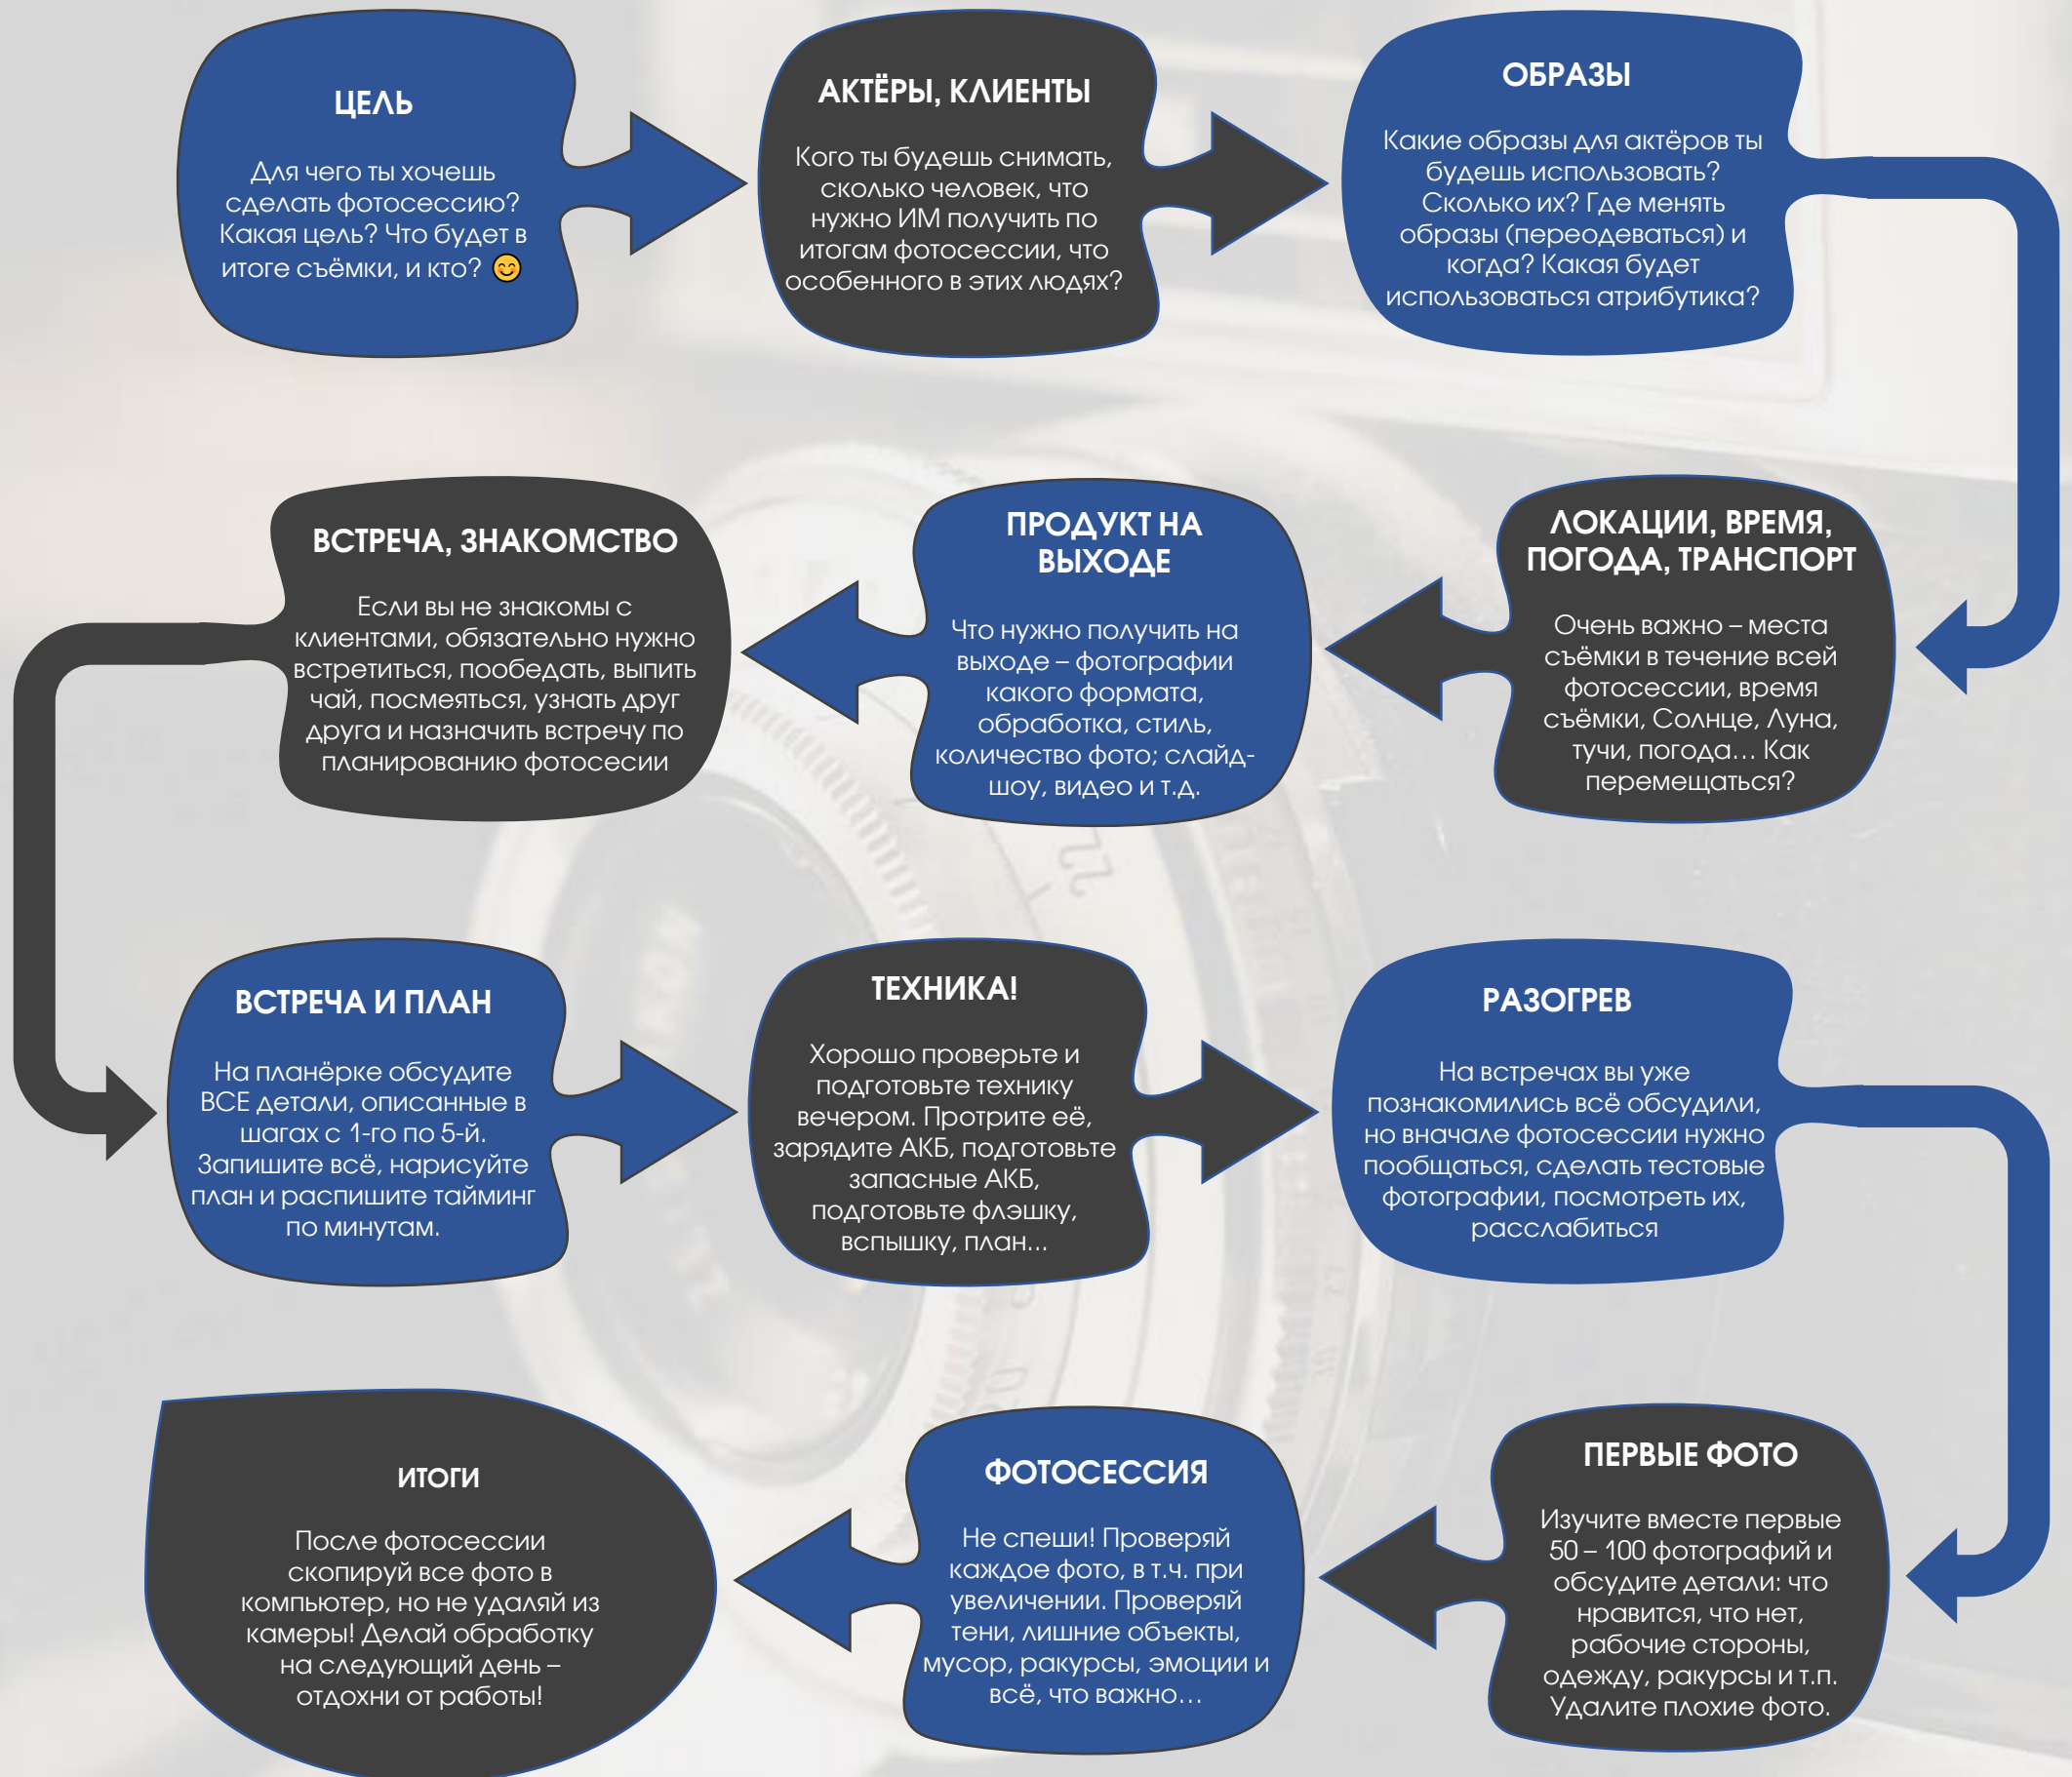 ЦЕЛЬ
Для чего ты хочешь
сделать фотосессию?
Какая цель? Что будет в
итоге съёмки, и кто? 😊
АКТЁРЫ, КЛИЕНТЫ
Кого ты будешь снимать,
сколько человек, что
нужно ИМ получить по
итогам фотосессии, что
особенного в этих людях?
ОБРАЗЫ
Какие образы для актёров ты
будешь использовать?
Сколько их? Где менять
образы (переодеваться) и
когда? Какая будет
использоваться атрибутика?
ЛОКАЦИИ, ВРЕМЯ,
ПОГОДА, ТРАНСПОРТ
Очень важно – места
съёмки в течение всей
фотосессии, время
съёмки, Солнце, Луна,
тучи, погода… Как
перемещаться?
ПРОДУКТ НА
ВЫХОДЕ
Что нужно получить на
выходе – фотографии
какого формата,
обработка, стиль,
количество фото; слайд-
шоу, видео и т.д.
ВСТРЕЧА, ЗНАКОМСТВО
Если вы не знакомы с
клиентами, обязательно нужно
встретиться, пообедать, выпить
чай, посмеяться, узнать друг
друга и назначить встречу по
планированию фотосесии
ВСТРЕЧА И ПЛАН
На планёрке обсудите
ВСЕ детали, описанные в
шагах с 1-го по 5-й.
Запишите всё, нарисуйте
план и распишите тайминг
по минутам.
ТЕХНИКА!
Хорошо проверьте и
подготовьте технику
вечером. Протрите её,
зарядите АКБ, подготовьте
запасные АКБ,
подготовьте флэшку,
вспышку, план…
РАЗОГРЕВ
На встречах вы уже
познакомились всё обсудили,
но вначале фотосессии нужно
пообщаться, сделать тестовые
фотографии, посмотреть их,
расслабиться
ПЕРВЫЕ ФОТО
Изучите вместе первые
50 – 100 фотографий и
обсудите детали: что
нравится, что нет,
рабочие стороны,
одежду, ракурсы и т.п.
Удалите плохие фото.
ФОТОСЕССИЯ
Не спеши! Проверяй
каждое фото, в т.ч. при
увеличении. Проверяй
тени, лишние объекты,
мусор, ракурсы, эмоции и
всё, что важно…
ИТОГИ
После фотосессии
скопируй все фото в
компьютер, но не удаляй из
камеры! Делай обработку
на следующий день –
отдохни от работы!